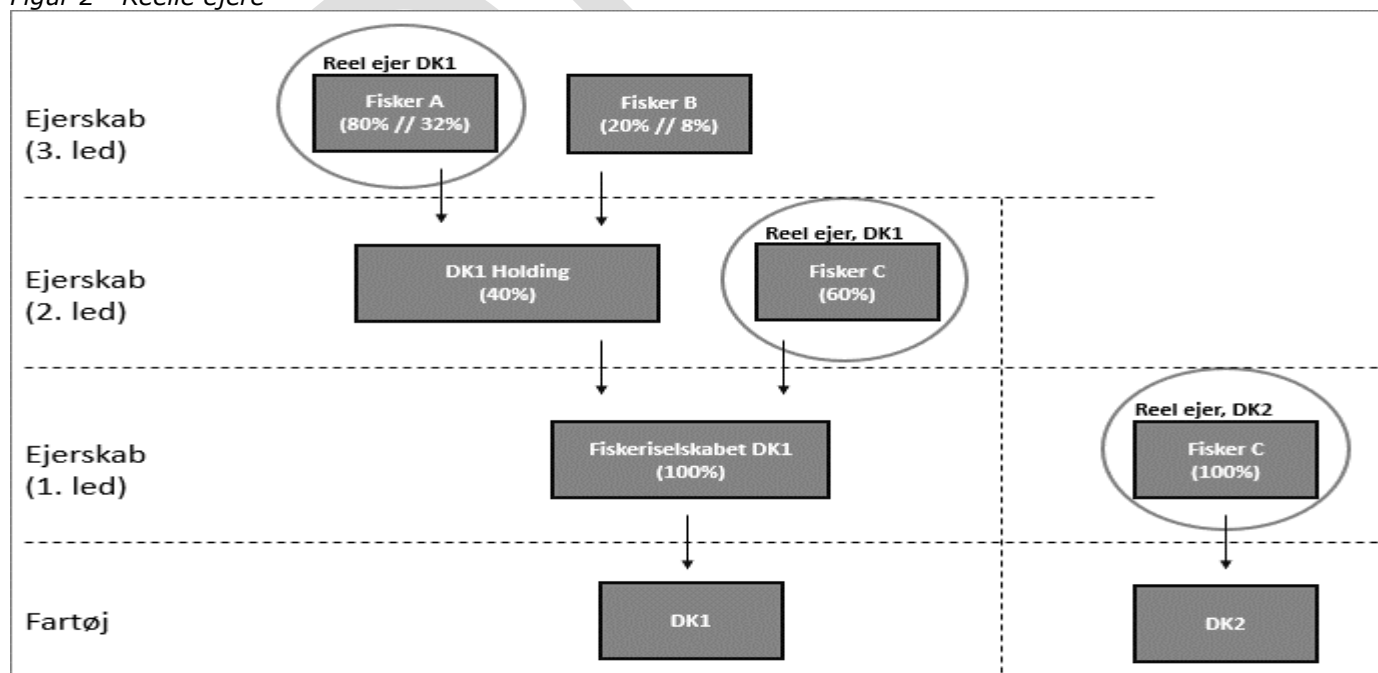 Figur 2 - Reelle ejere
Reel ejer DK1
Fisker A
(80% // 32%)
Fisker B
(20% // 8%)
Ejerskab
(3. led)
Reel ejer, DK1
DK1 Holding
(40%)
Fisker C
(60%)
Ejerskab
(2. led)
Reel ejer, DK2
Fiskeriselskabet DK1
(100%)
Fisker C
(100%)
Ejerskab
(1. led)
Fartøj
DK1
DK2